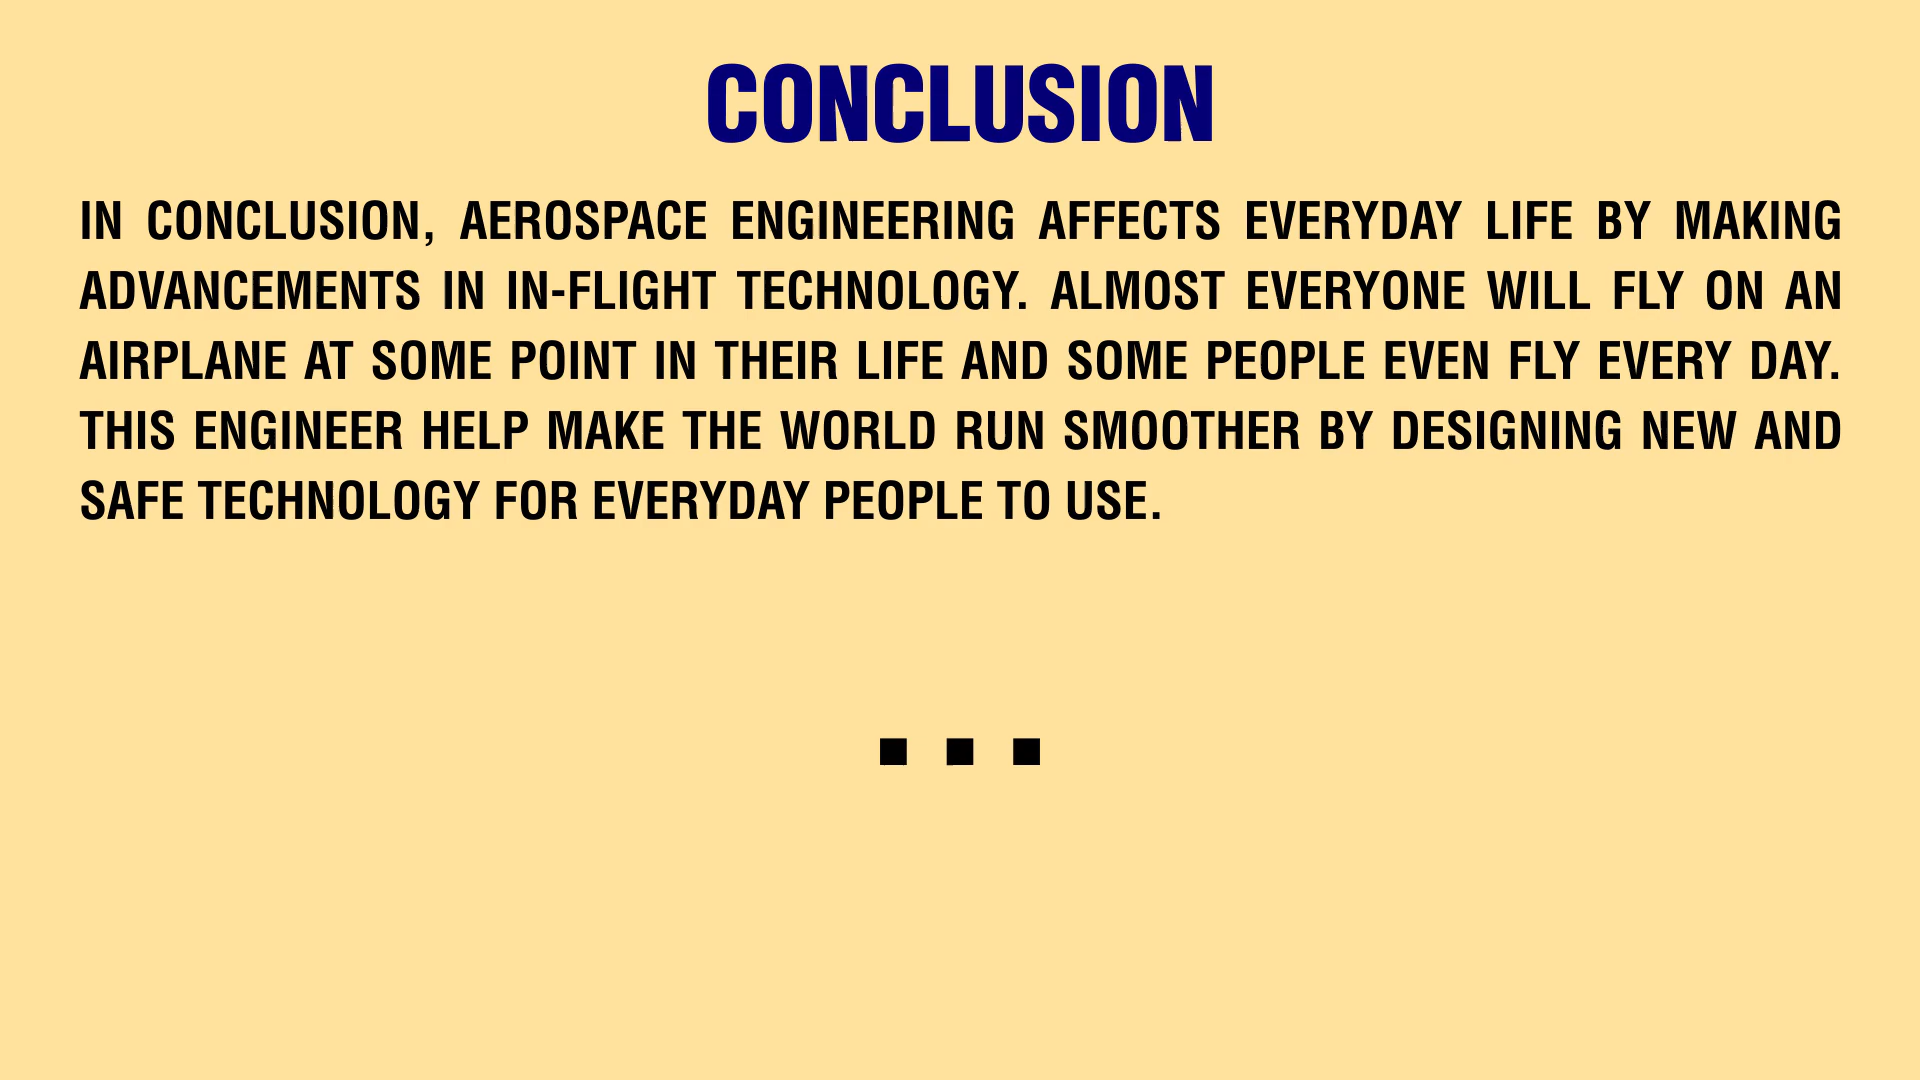 CONCLUSION
IN CONCLUSION, AEROSPACE ENGINEERING AFFECTS EVERYDAY LIFE BY MAKING
ADVANCEMENTS IN IN-FLIGHT TECHNOLOGY. ALMOST EVERYONE WILL FLY ON AN
AIRPLANE AT SOME POINT IN THEIR LIFE AND SOME PEOPLE EVEN FLY EVERY DAY.
THIS ENGINEER HELP MAKE THE WORLD RUN SMOOTHER BY DESIGNING NEW AND
SAFE TECHNOLOGY FOR EVERYDAY PEOPLE TO USE.